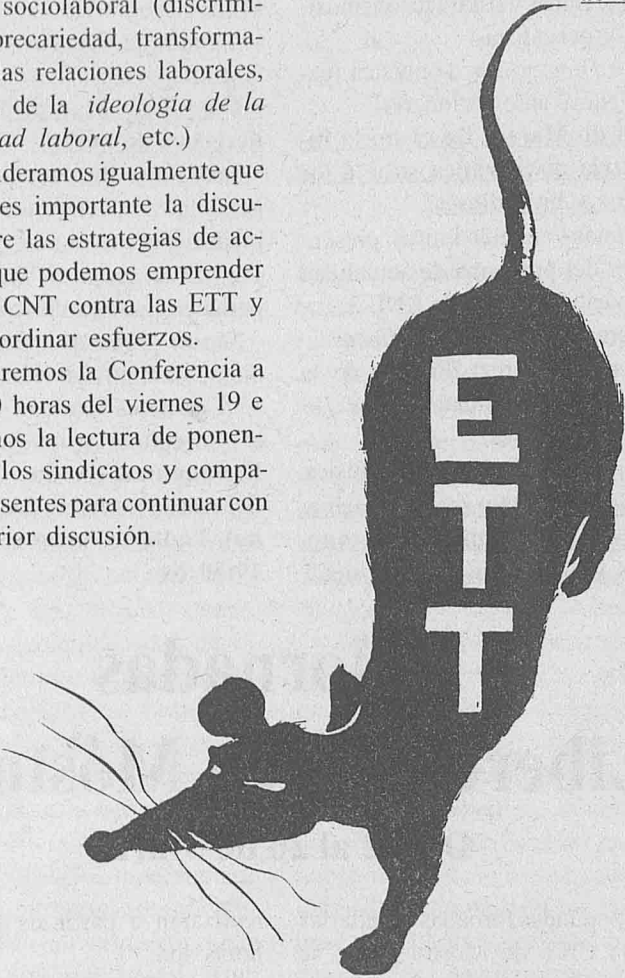 sociolaboral (discrimi-
precariedad, transforma-
as relaciones laborales,
de la ideología de la
ad laboral, etc.)
deramos igualmente que
es importante la discu-
re las estrategias de ac-
que podemos emprender
CNT contra las ETT y
ordinar esfuerzos.
remos la Conferencia a
horas del viernes 19 e
os la lectura de ponen-
los sindicatos y compa-
sentes para continuar con
rior discusión.
E
T
T